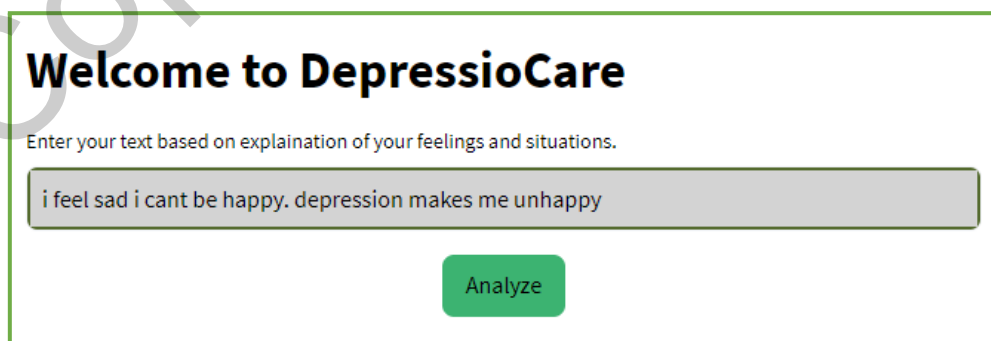 Welcome to DepressioCare
Enter your text based on explaination of your feelings and situations.
i feel sad i cant be happy. depression makes me unhappy
Analyze